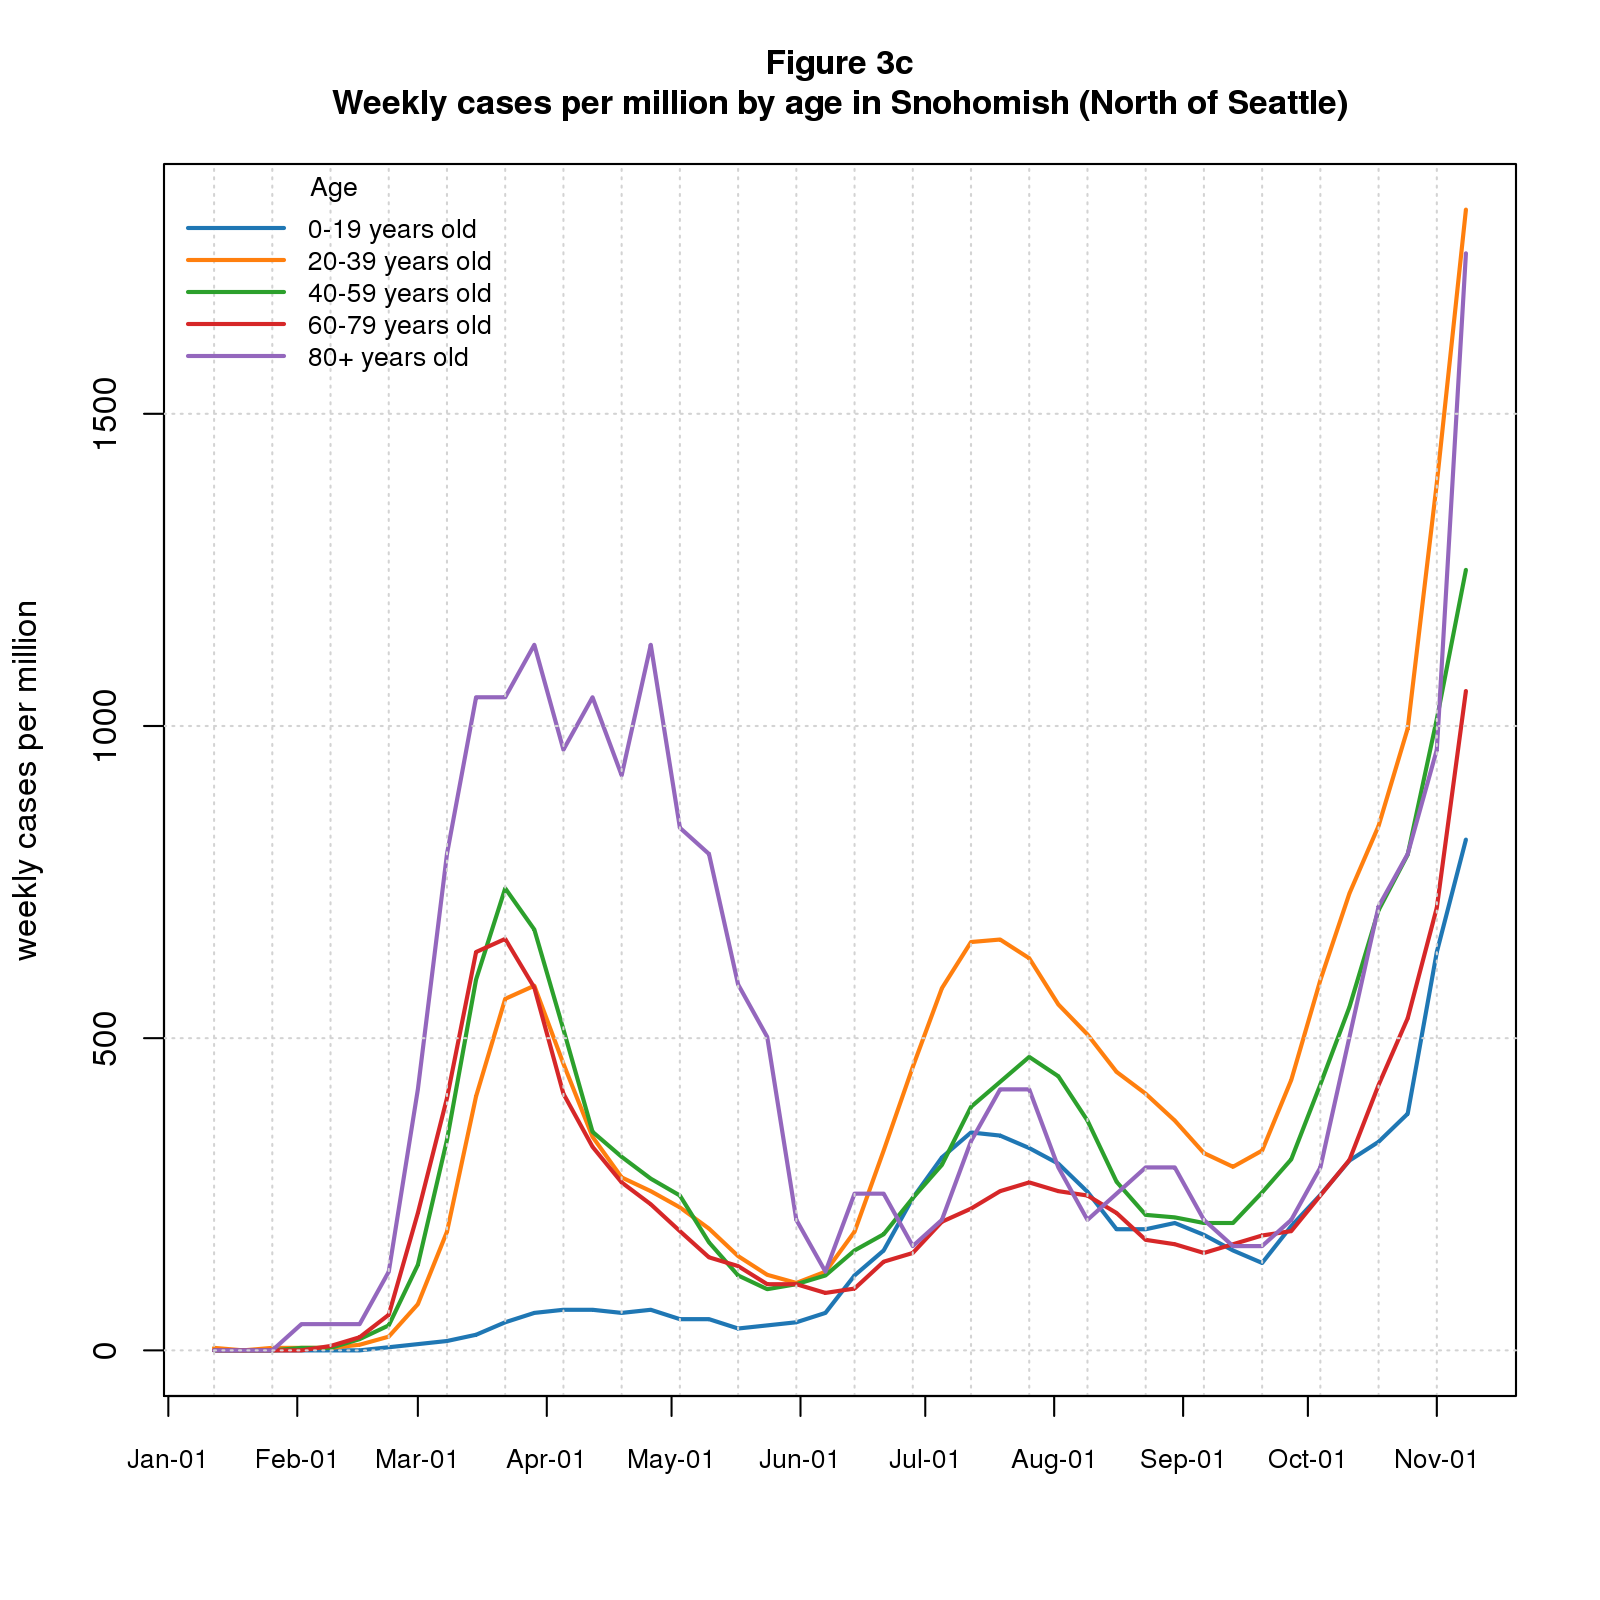 Figure 3c
Weekly cases per million by age in Snohomish (North of Seattle)
Age
0-19 years old
20-39 years old
40-59 years old
60-79 years old
80+ years old
weekly cases per million
1500
1000
500
0
Jan-01 Feb-01 Mar-01 Apr-01 May-01 Jun-01 Jul-01 Aug-01 Sep-01 Oct-01 Nov-01